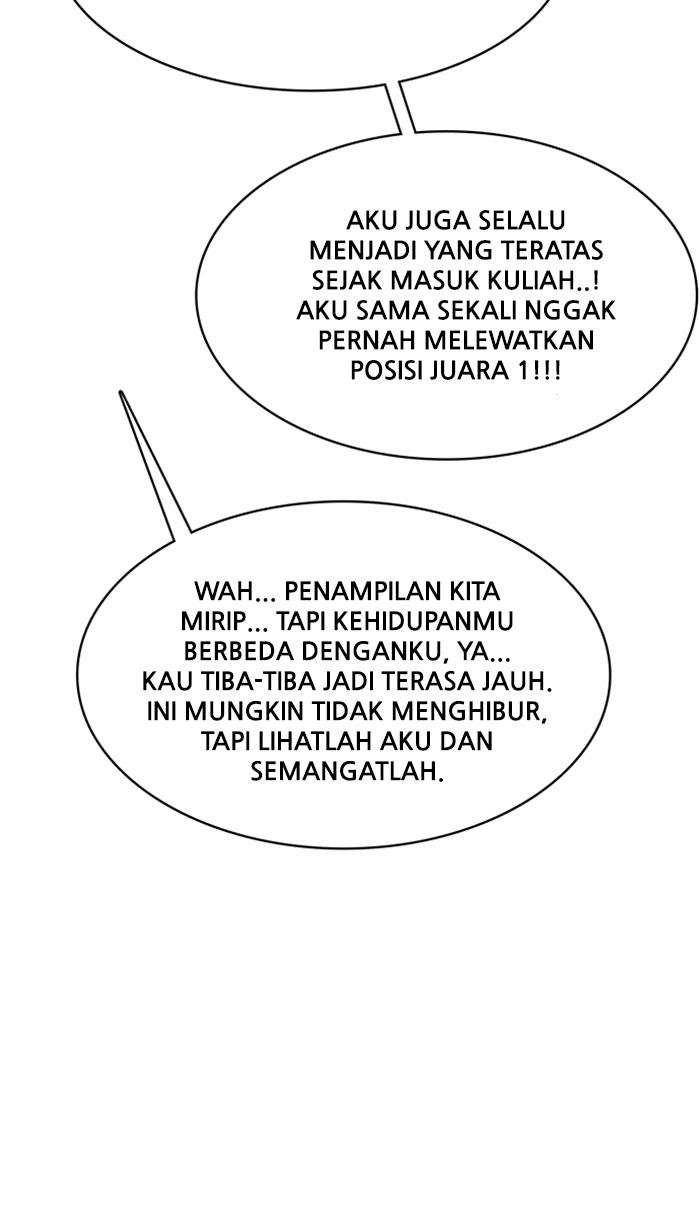 AKU JUGA SELALU
MENJADI YANG TERATAS
SEJAK MASUK KULIAH..!
AKU SAMA SEKALI NGGAK
PERNAH MELEWATKAN
POSISI JUARA 1!!!
WAH... PENAMPILAN KITA
MIRIP... TAPI KEHIDUPANMU
BERBEDA DENGANKU, YA...
KAU TIBA-TIBA JADI TERASA JAUH.
INI MUNGKIN TIDAK MENGHIBUR,
TAPI LIHATLAH AKU DAN
SEMANGATLAH.